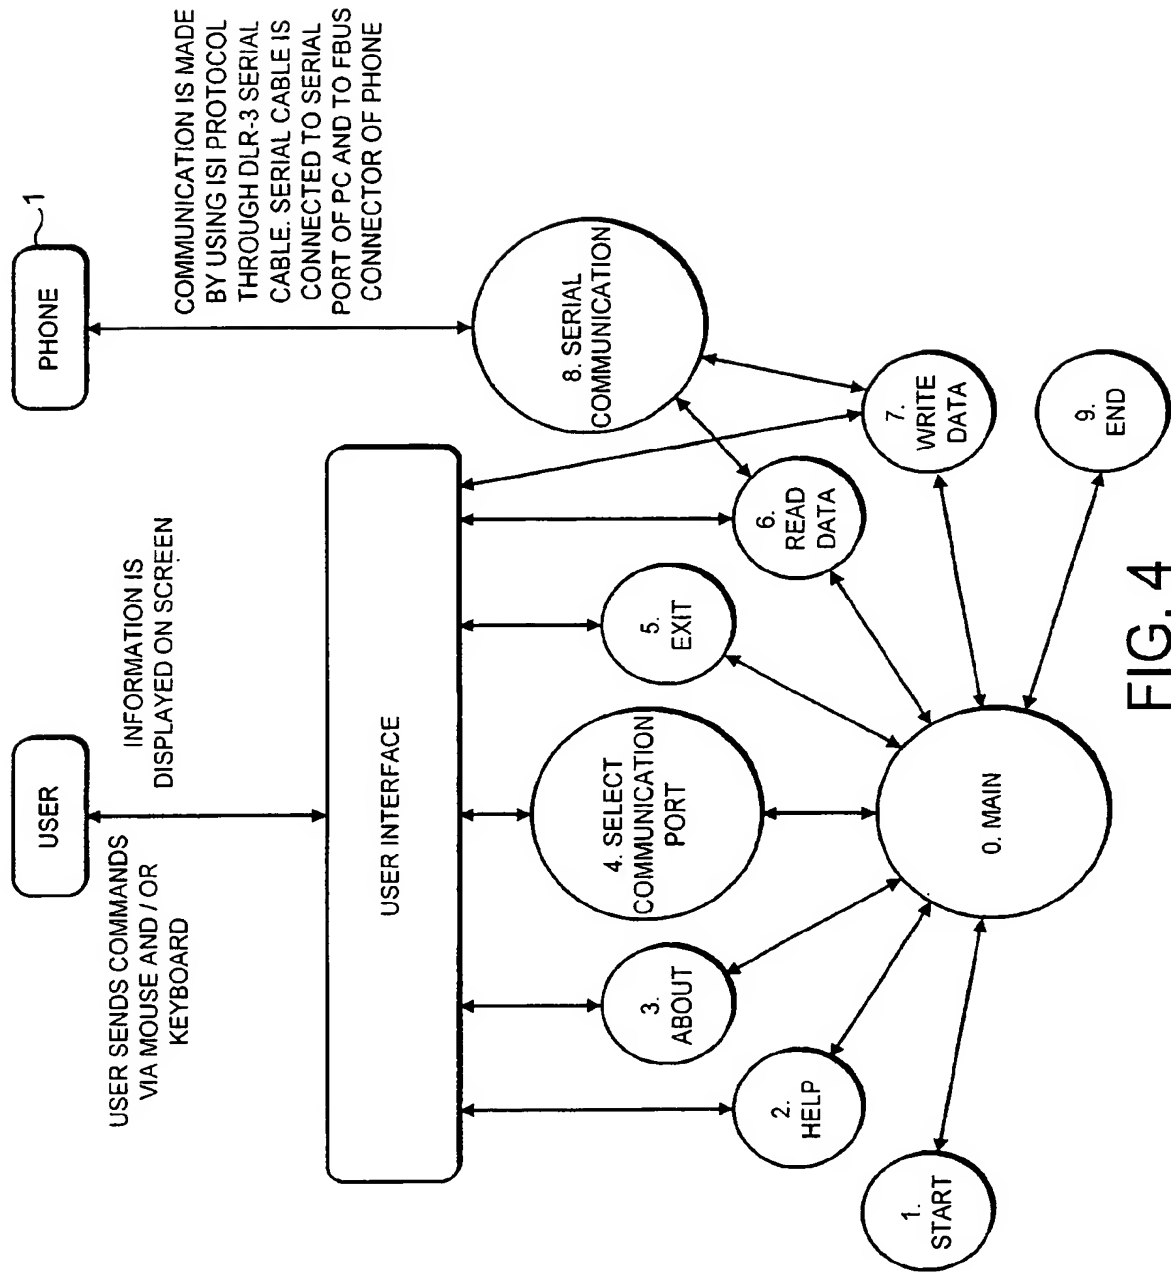 USER
PHONE
1
USER SENDS COMMANDS
VIA MOUSE AND / OR
KEYBOARD
INFORMATION IS
DISPLAYED ON SCREEN
COMMUNICATION IS MADE
BY USING ISI PROTOCOL
THROUGH DLR-3 SERIAL
CABLE. SERIAL CABLE IS
CONNECTED TO SERIAL
PORT OF PC AND TO FBUS
CONNECTOR OF PHONE
USER INTERFACE
1.
START
2.
HELP
3.
ABOUT
4. SELECT
COMMUNICATION
PORT
5.
EXIT
6.
READ
DATA
7.
WRITE
DATA
8. SERIAL
COMMUNICATION
9.
END
0. MAIN
FIG. 4